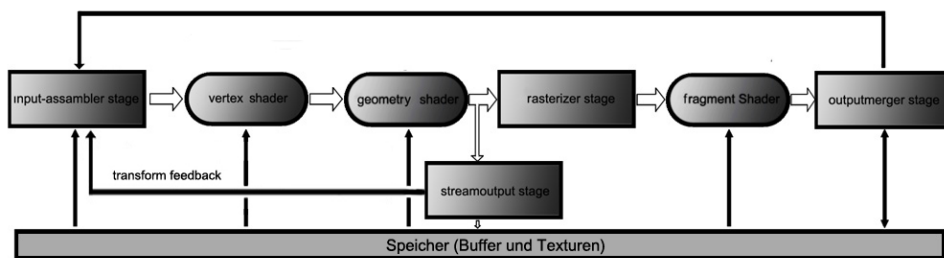 input-assambler stage
vertex shader
geometry shader
rasterizer stage
fragment Shader
outputmerger stage
transform feedback
streamoutput stage
Speicher (Buffer und Texturen)